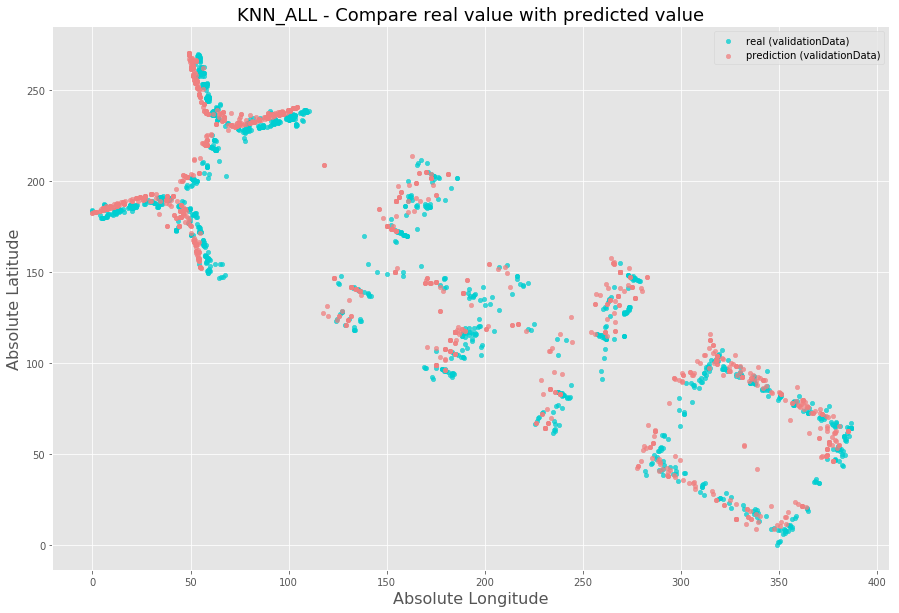 KNN_ALL - Compare real value with predicted value
real (validationData)
prediction (validationData)
Absolute Latitude
250
200
150
100
50
0
0 50 100 150 200 250 300 350 400
Absolute Longitude